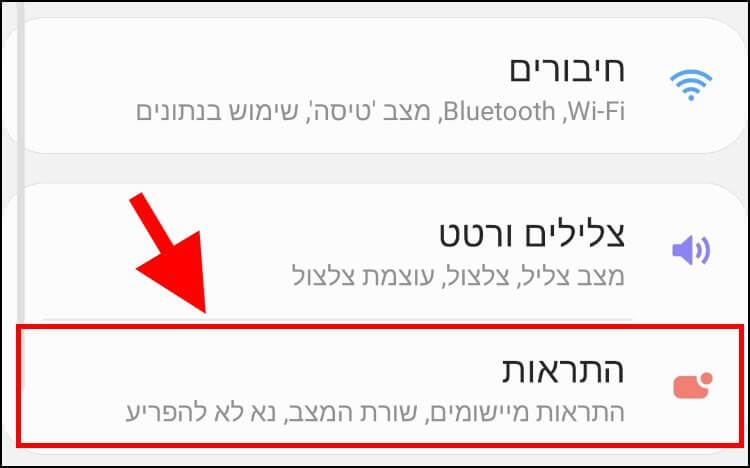 חיבורים
Bluetooth ,Wi-Fi, מצב 'טיסה', שימוש בנתונים
צלילים ורטט
מצב צליל, צלצול, עוצמת צלצול
התראות
התראות מיישומים, שורת המצב, נא לא להפריע